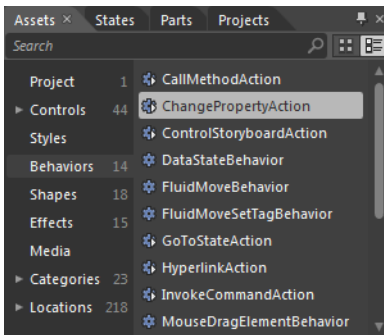 Assets × States Parts Projects
Search
Project 1
Controls 44
Styles
Behaviors 14
Shapes 18
Effects 15
Media
Categories 23
Locations 218
CallMethodAction
ChangePropertyAction
ControlStoryboardAction
DataStateBehavior
FluidMoveBehavior
FluidMoveSetTagBehavior
GoToStateAction
HyperlinkAction
InvokeCommandAction
MouseDragElementBehavior